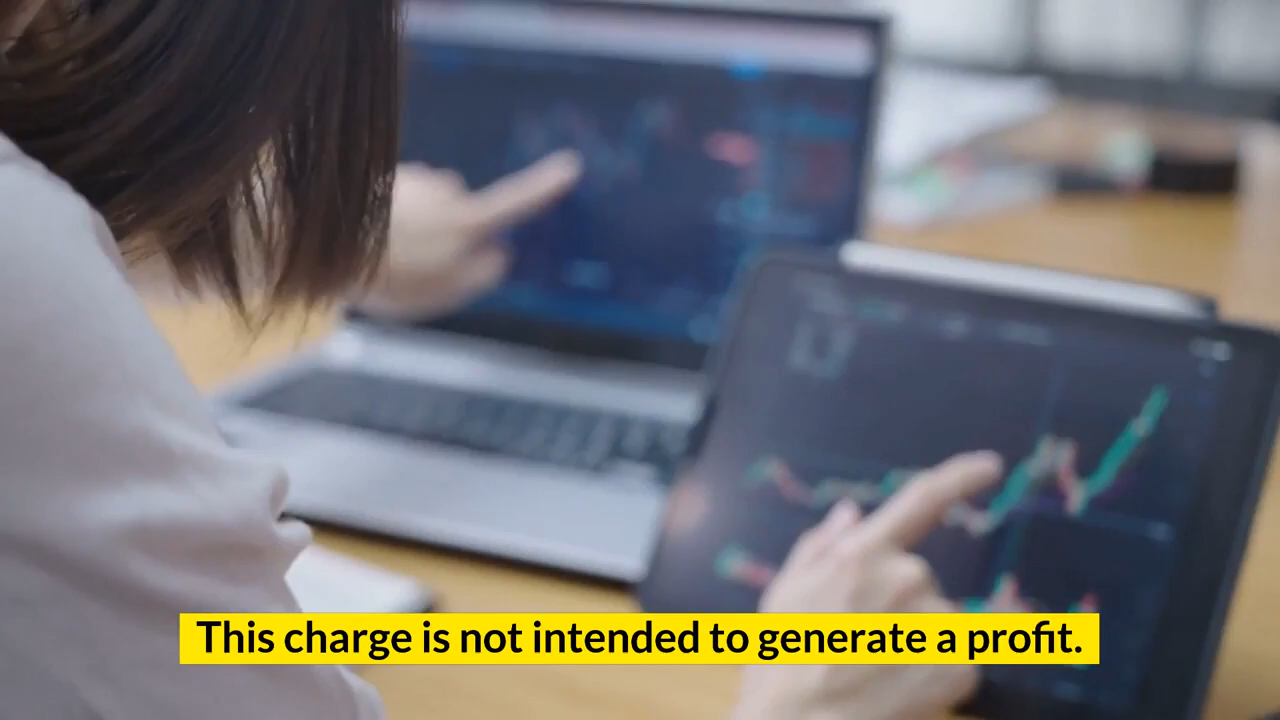 This charge is not intended to generate a profit.